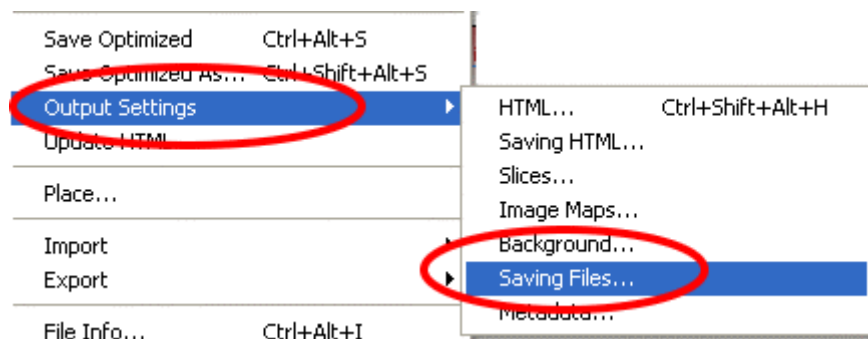 Save Optimized Ctrl+Alt+S
Save Optimized As... Ctrl+Shift+Alt+S
Output Settings
Update HTML
Place...
Import
Export
File Info... Ctrl+Alt+I
HTML... Ctrl+Shift+Alt+H
Saving HTML...
Slices...
Image Maps...
Background...
Saving Files...
Metadata...